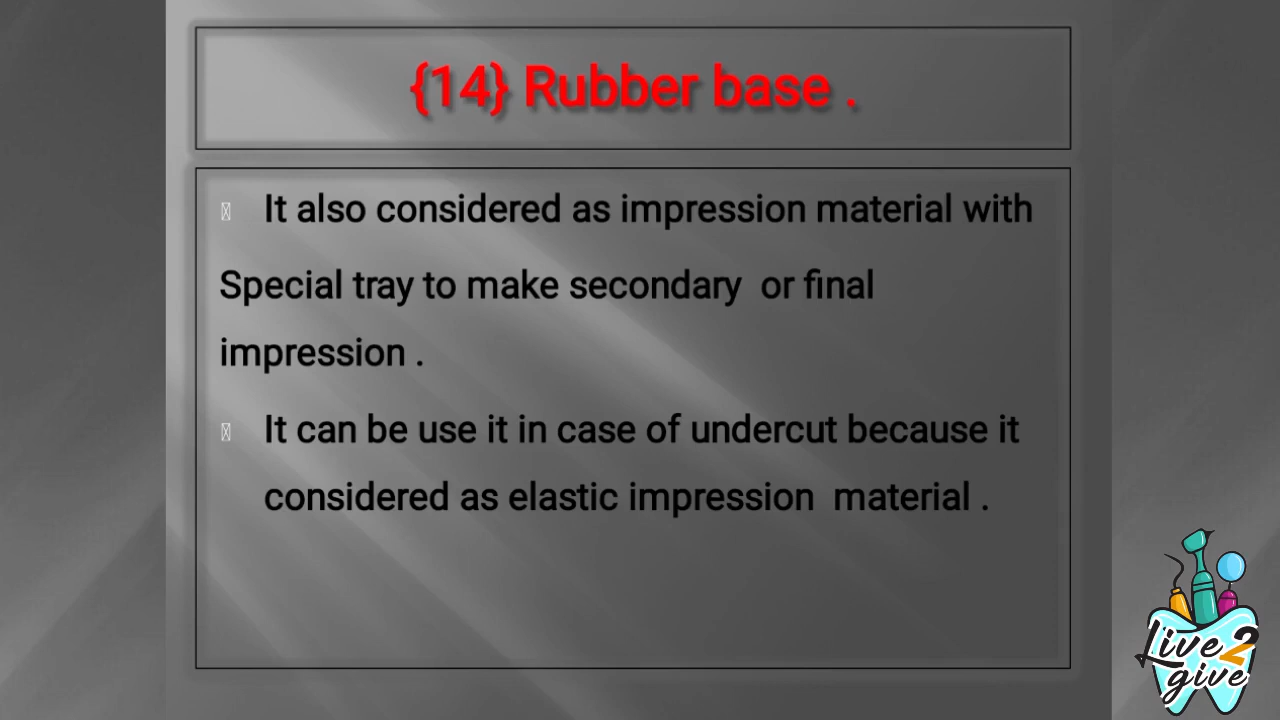 {14} Rubber base .
It also considered as impression material with
Special tray to make secondary  or final
impression .
It can be use it in case of undercut because it
considered as elastic impression  material .
Live2
give